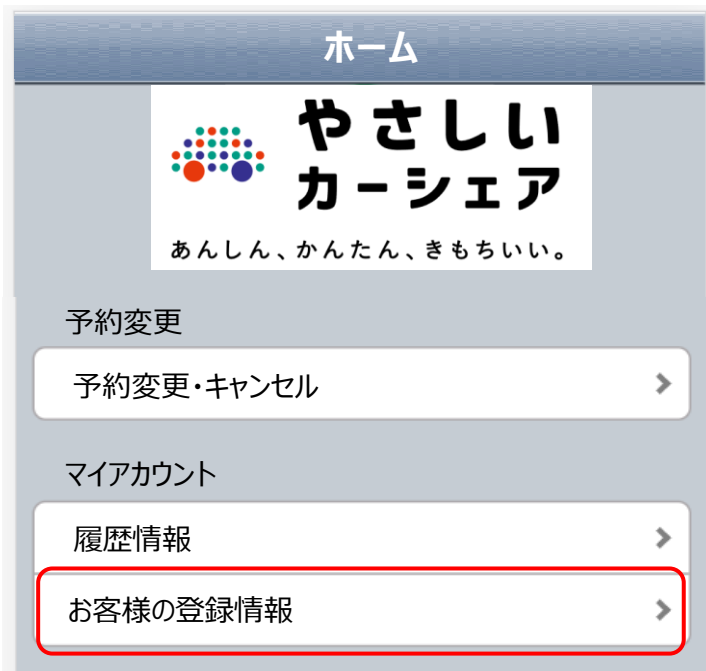 ホーム
やさしい
カーシェア
あんしん、かんたん、きもちいい。
予約変更
予約変更・キャンセル
マイアカウント
履歴情報
お客様の登録情報